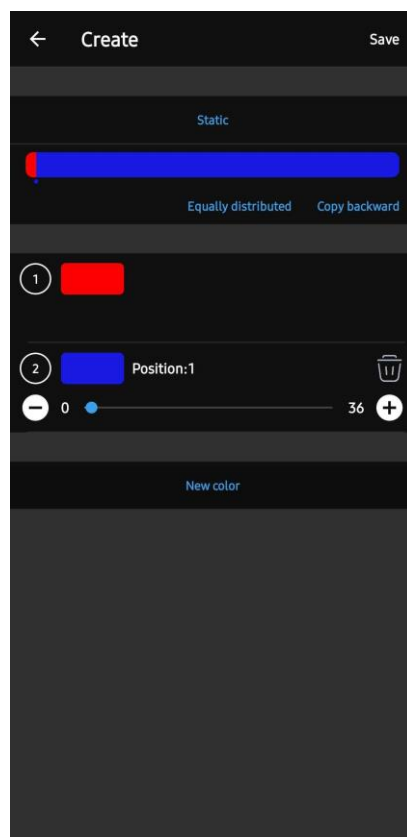 Create Save
Static
Equally distributed Copy backward
1
2 Position:1
0 36
New color